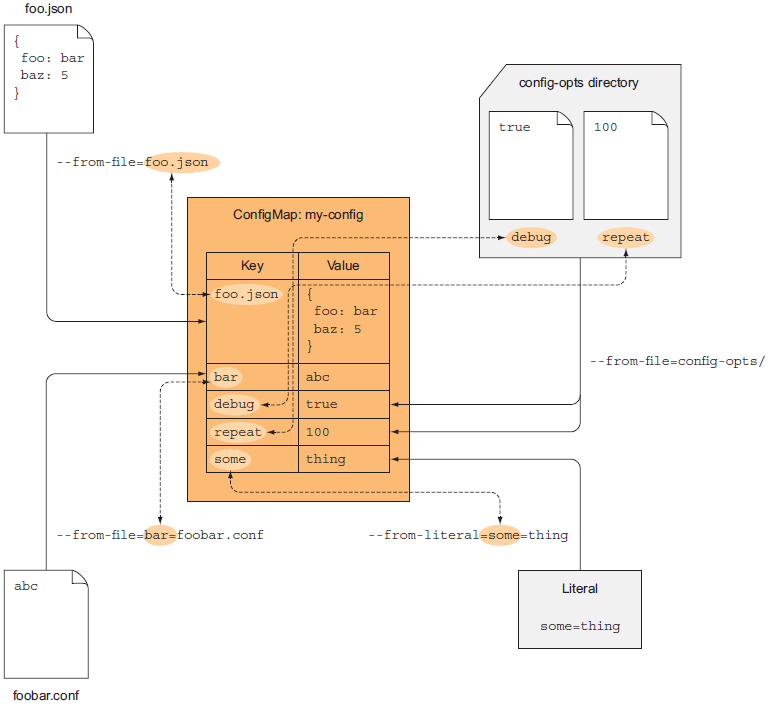 foo.json
{
foo: bar
baz: 5
}
--from-file=foo.json
config-opts directory
true
100
debug
repeat
ConfigMap: my-config
Key Value
foo.json
{
foo: bar
baz: 5
}
bar abc
debug true
repeat 100
some thing
--from-file=config-opts/
--from-file=bar=foobar.conf
--from-literal=some=thing
abc
foobar.conf
Literal
some=thing